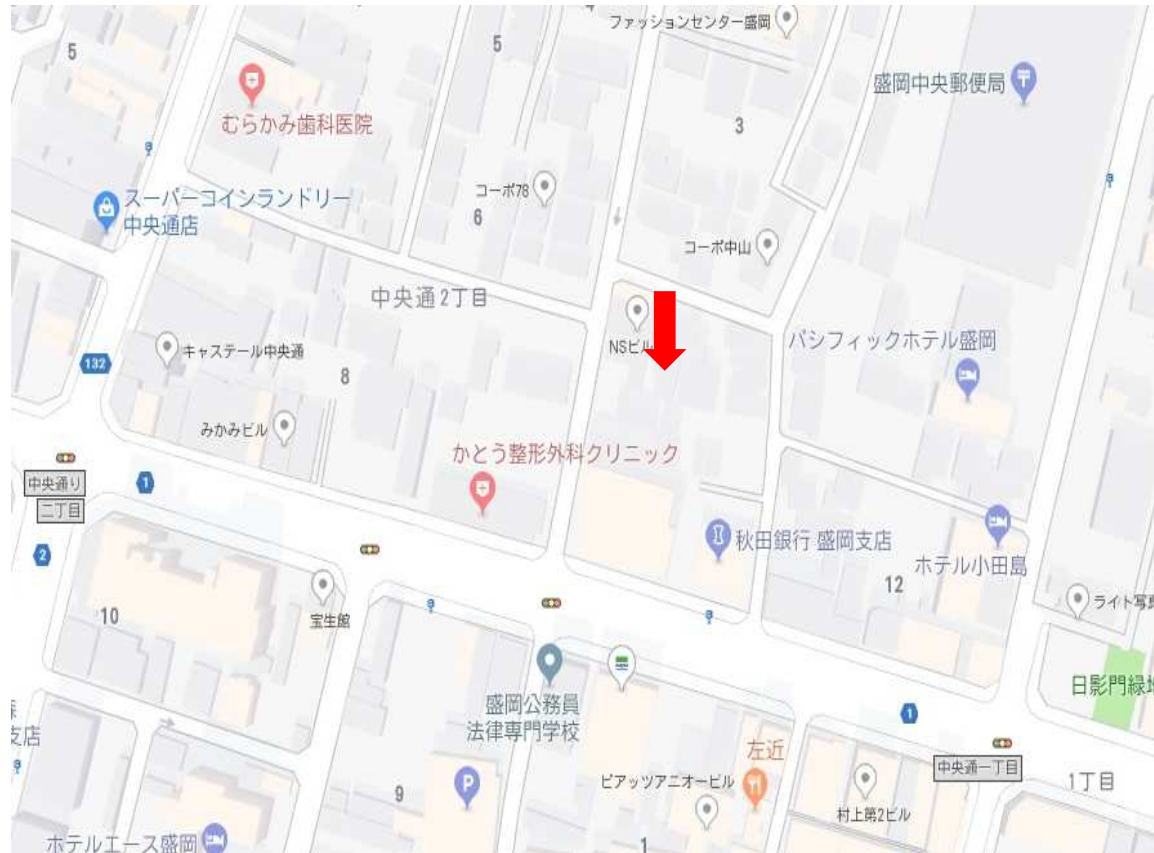 ファッションセンター盛岡
5
5
盛岡中央郵便局
むらかみ歯科医院
3
コーポ78
スーパーコインランドリー
中央通店
6
コーポ中山
中央通2丁目
NSビル
パシフィックホテル盛岡
キャステール中央通
132
8
みかみビル
かとう整形外科クリニック
中央通り
二丁目
1
2
秋田銀行 盛岡支店
ホテル小田島
12
ライト写真
10
宝生館
盛岡公務員
法律専門学校
日影門緑地
支店
1
左近
中央通一丁目
1丁目
9
P
ピアッツアニオービル
村上第2ビル
ホテルエース盛岡
1